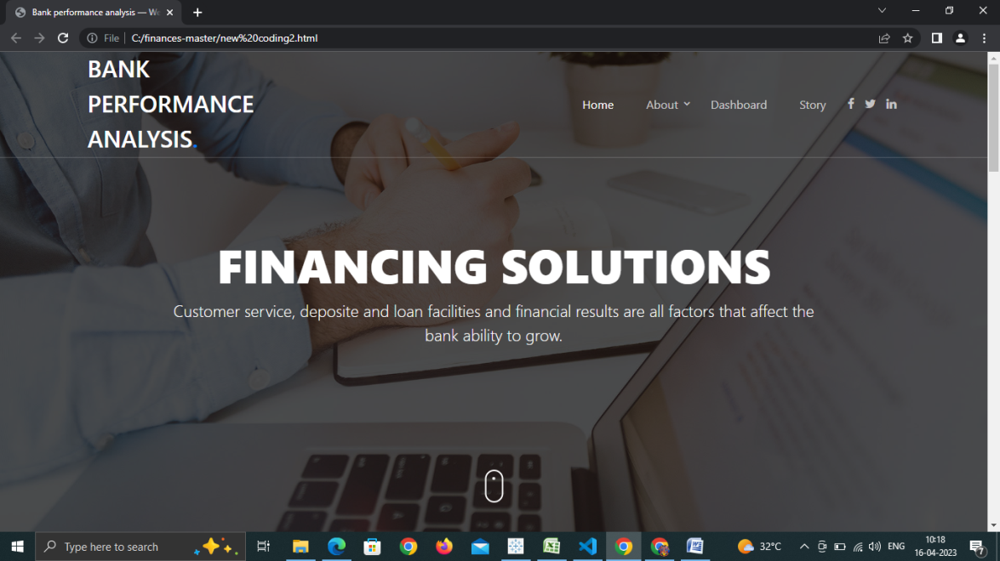 Bank performance analysis — We
File
C:/finances-master/new%20coding2.html
BANK
PERFORMANCE
ANALYSIS.
Home
About
Dashboard
Story
FINANCING SOLUTIONS
Customer service, deposite and loan facilities and financial results are all factors that affect the
bank ability to grow.
Type here to search
32°C
ENG
10:18
16-04-2023
7